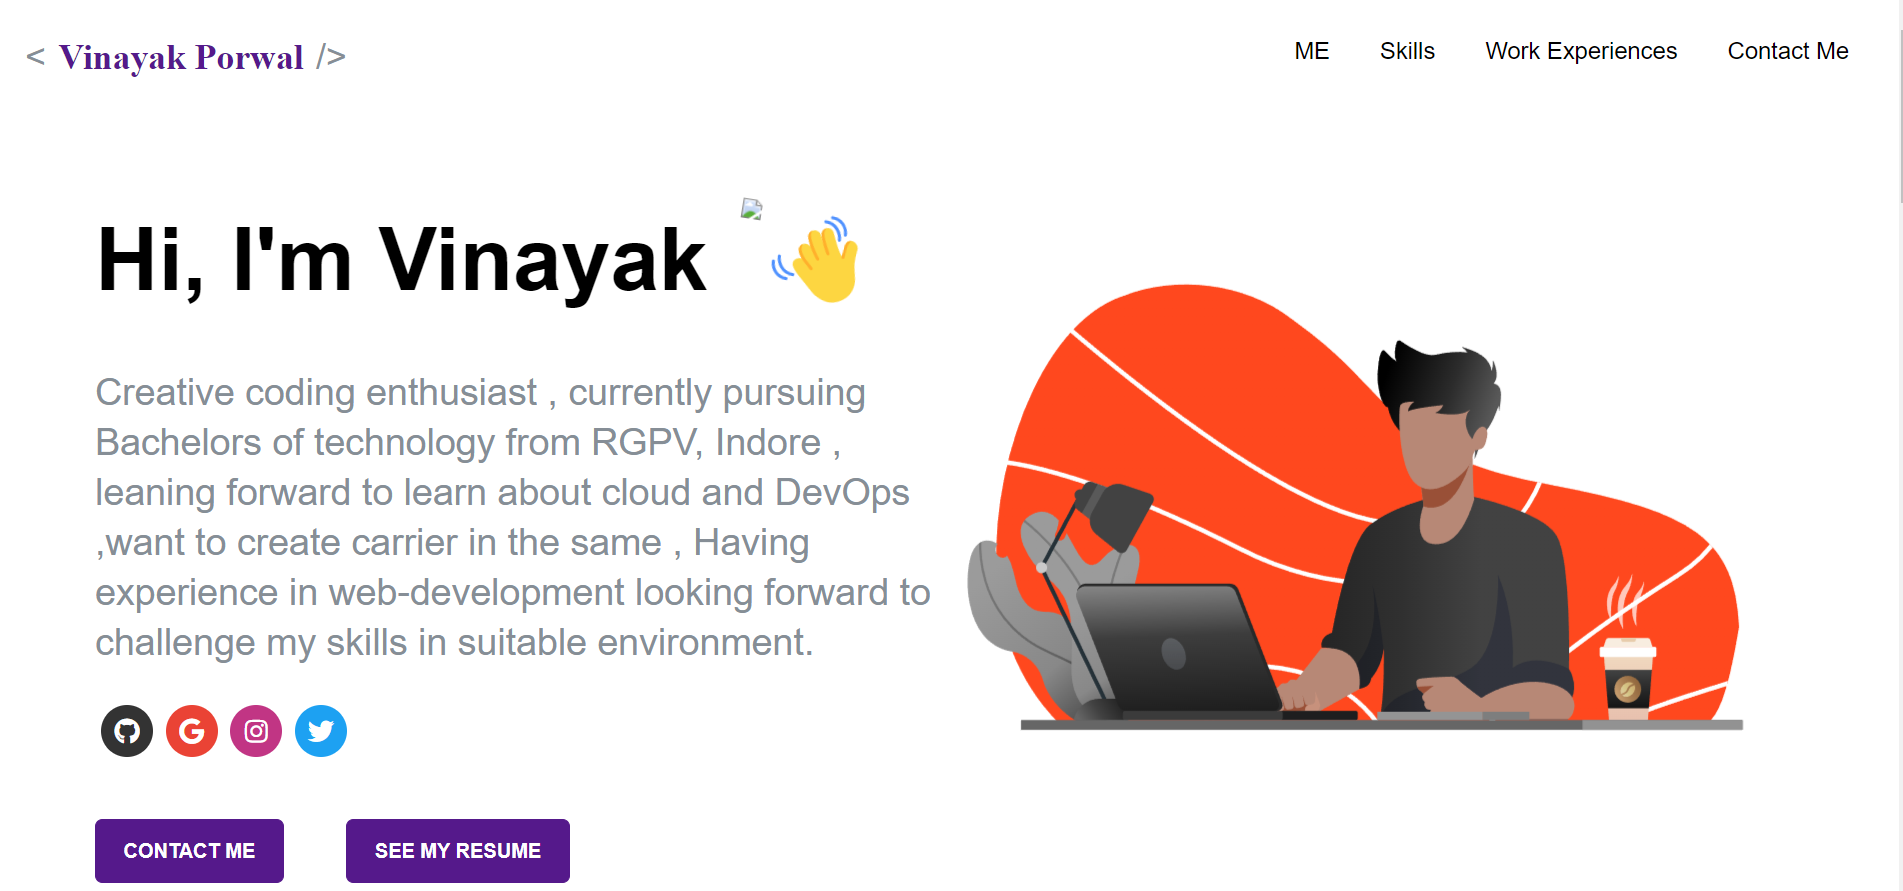 < Vinayak Porwal />
ME Skills Work Experiences Contact Me
Hi, I'm Vinayak
Creative coding enthusiast , currently pursuing
Bachelors of technology from RGPV, Indore ,
leaning forward to learn about cloud and DevOps
,want to create carrier in the same , Having
experience in web-development looking forward to
challenge my skills in suitable environment.
CONTACT ME SEE MY RESUME